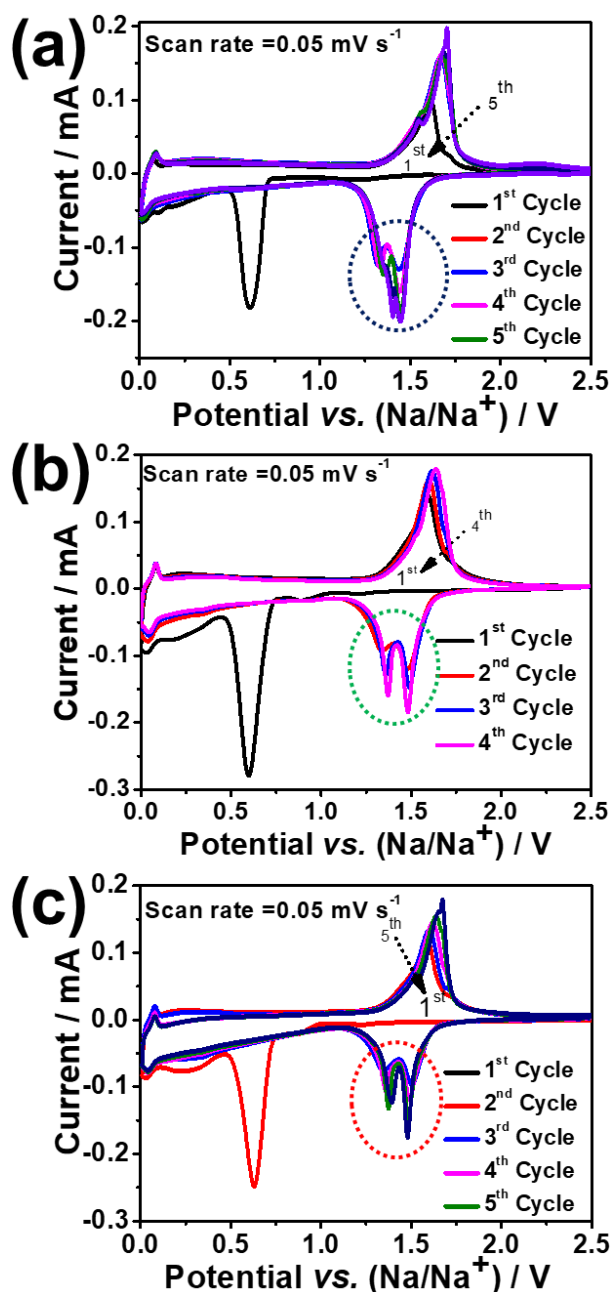 (a)
Scan rate =0.05 mV s⁻¹
0.2
0.1
0.0
-0.1
-0.2
Current / mA
5th
1st
1st Cycle
2nd Cycle
3rd Cycle
4th Cycle
5th Cycle
0.0 0.5 1.0 1.5 2.0 2.5
Potential vs. (Na/Na⁺) / V
(b)
Scan rate =0.05 mV s⁻¹
0.2
0.1
0.0
-0.1
-0.2
-0.3
Current / mA
4th
1st
1st Cycle
2nd Cycle
3rd Cycle
4th Cycle
0.0 0.5 1.0 1.5 2.0 2.5
Potential vs. (Na/Na⁺) / V
(c)
Scan rate =0.05 mV s⁻¹
0.2
0.1
0.0
-0.1
-0.2
-0.3
Current / mA
5th
1st
1st Cycle
2nd Cycle
3rd Cycle
4th Cycle
5th Cycle
0.0 0.5 1.0 1.5 2.0 2.5
Potential vs. (Na/Na⁺) / V